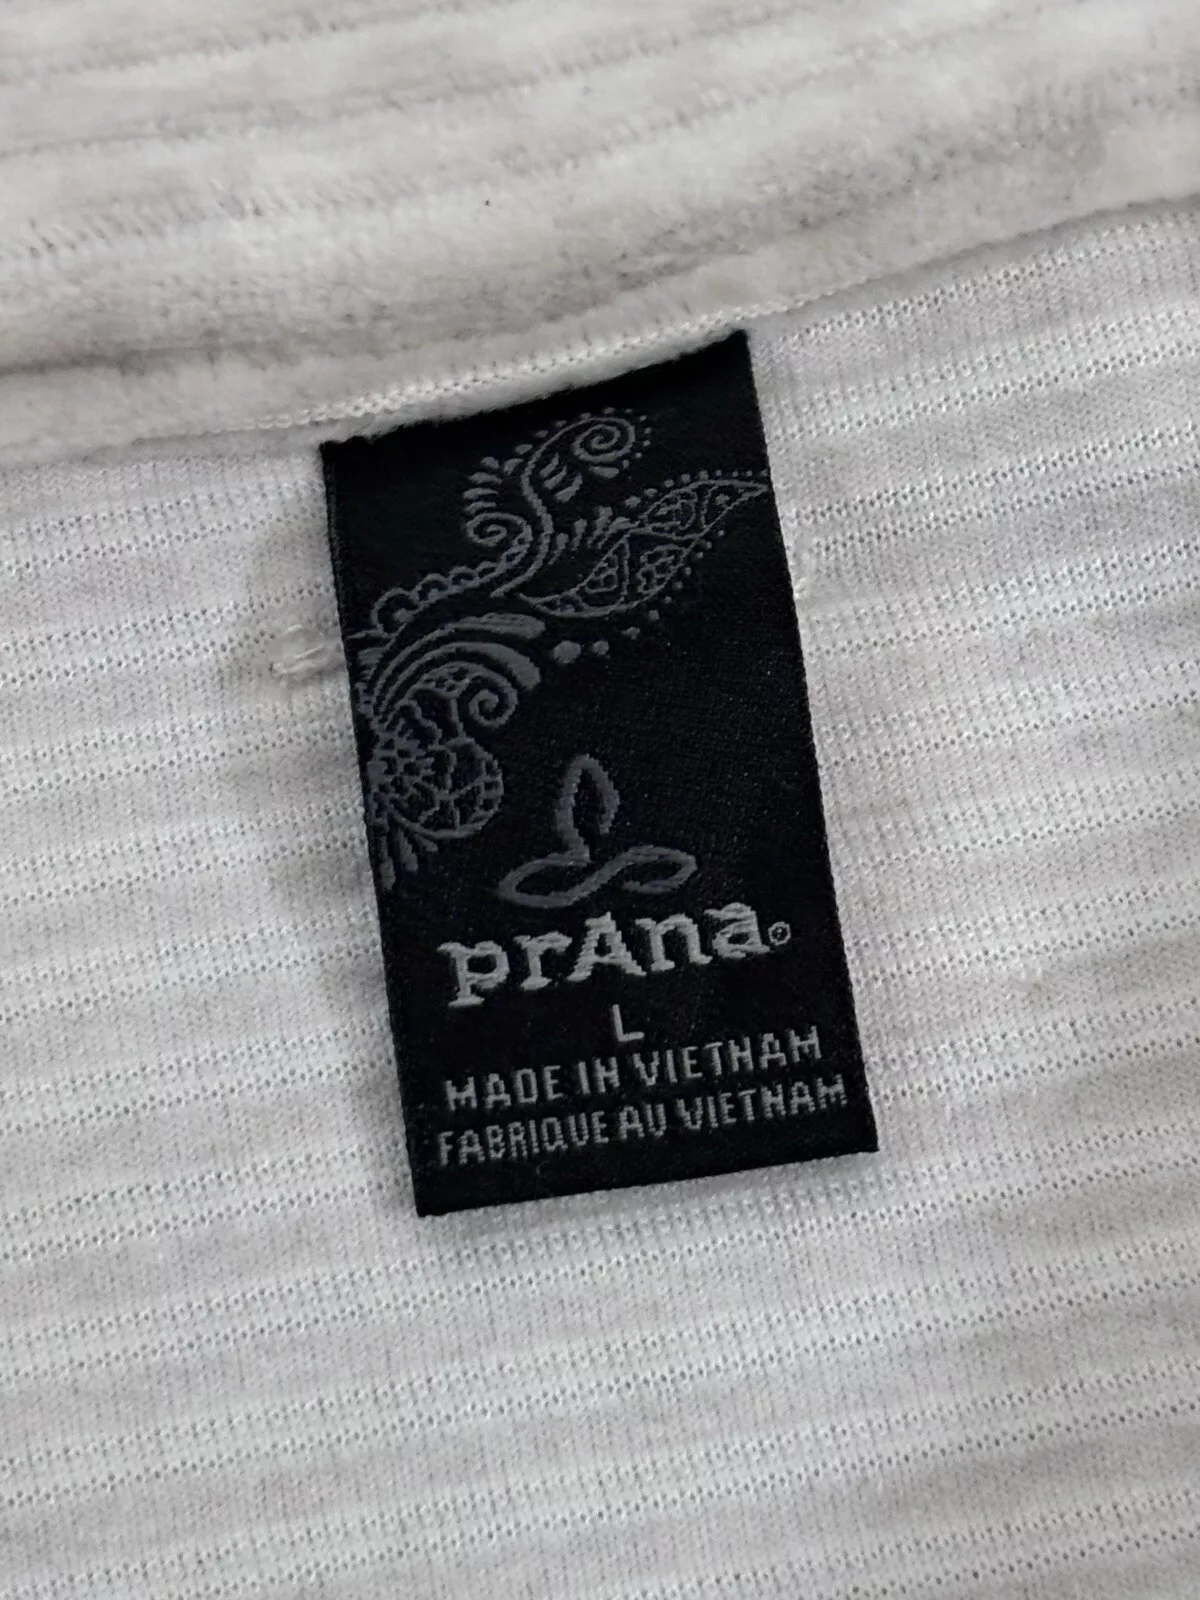 prAna®
L
MADE IN VIETNAM
FABRIQUE AU VIETNAM